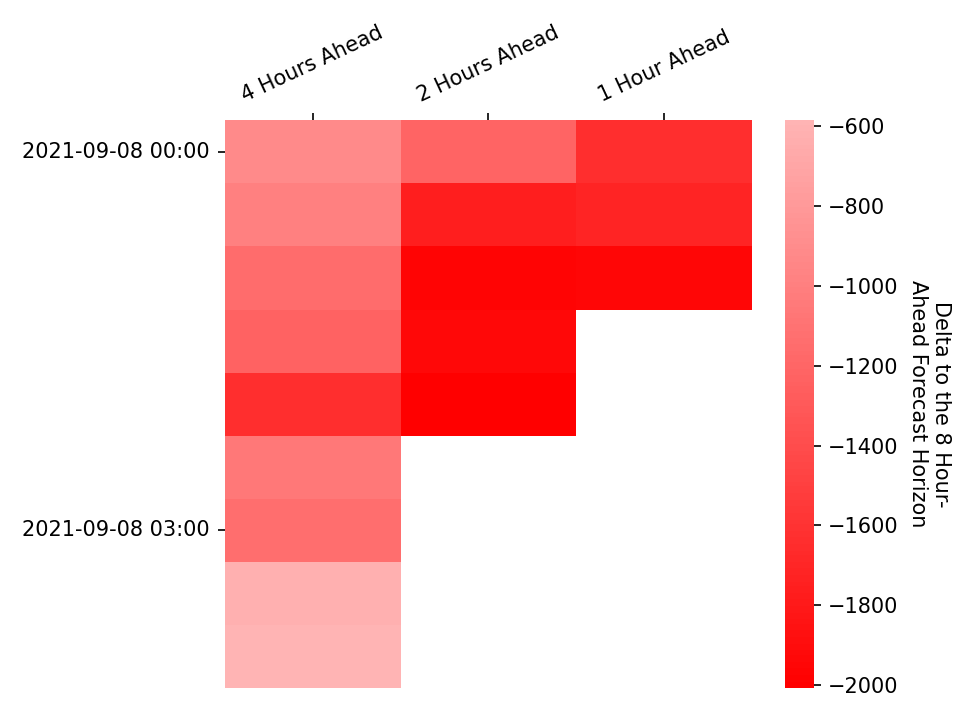 4 Hours Ahead
2 Hours Ahead
1 Hour Ahead
2021-09-08 00:00
2021-09-08 03:00
−600
−800
−1000
−1200
−1400
−1600
−1800
−2000
Delta to the 8 Hour-
Ahead Forecast Horizon